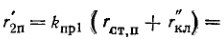 r′₂п = kпр1 (rст,п + r″кл) =